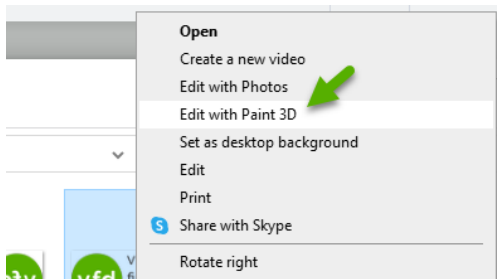 Open
Create a new video
Edit with Photos
Edit with Paint 3D
Set as desktop background
Edit
Print
Share with Skype
Rotate right